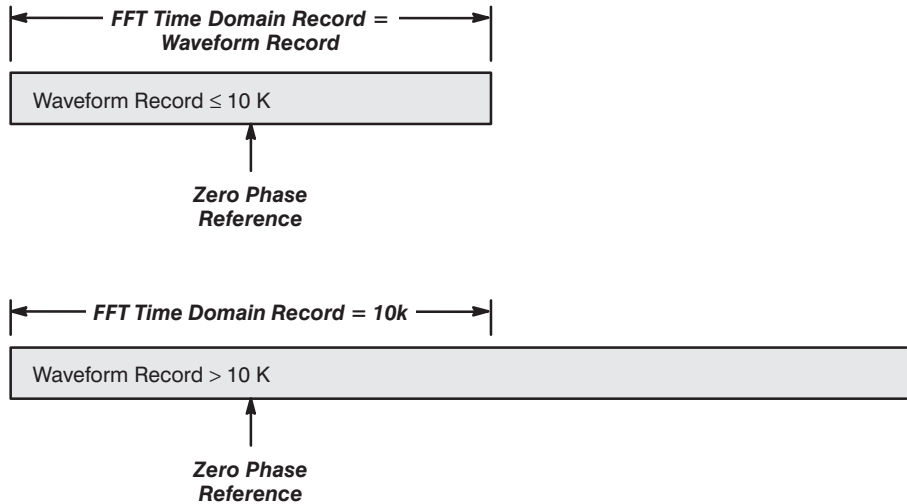 FFT Time Domain Record =
Waveform Record
Waveform Record ≤ 10 K
Zero Phase
Reference
FFT Time Domain Record = 10k
Waveform Record > 10 K
Zero Phase
Reference